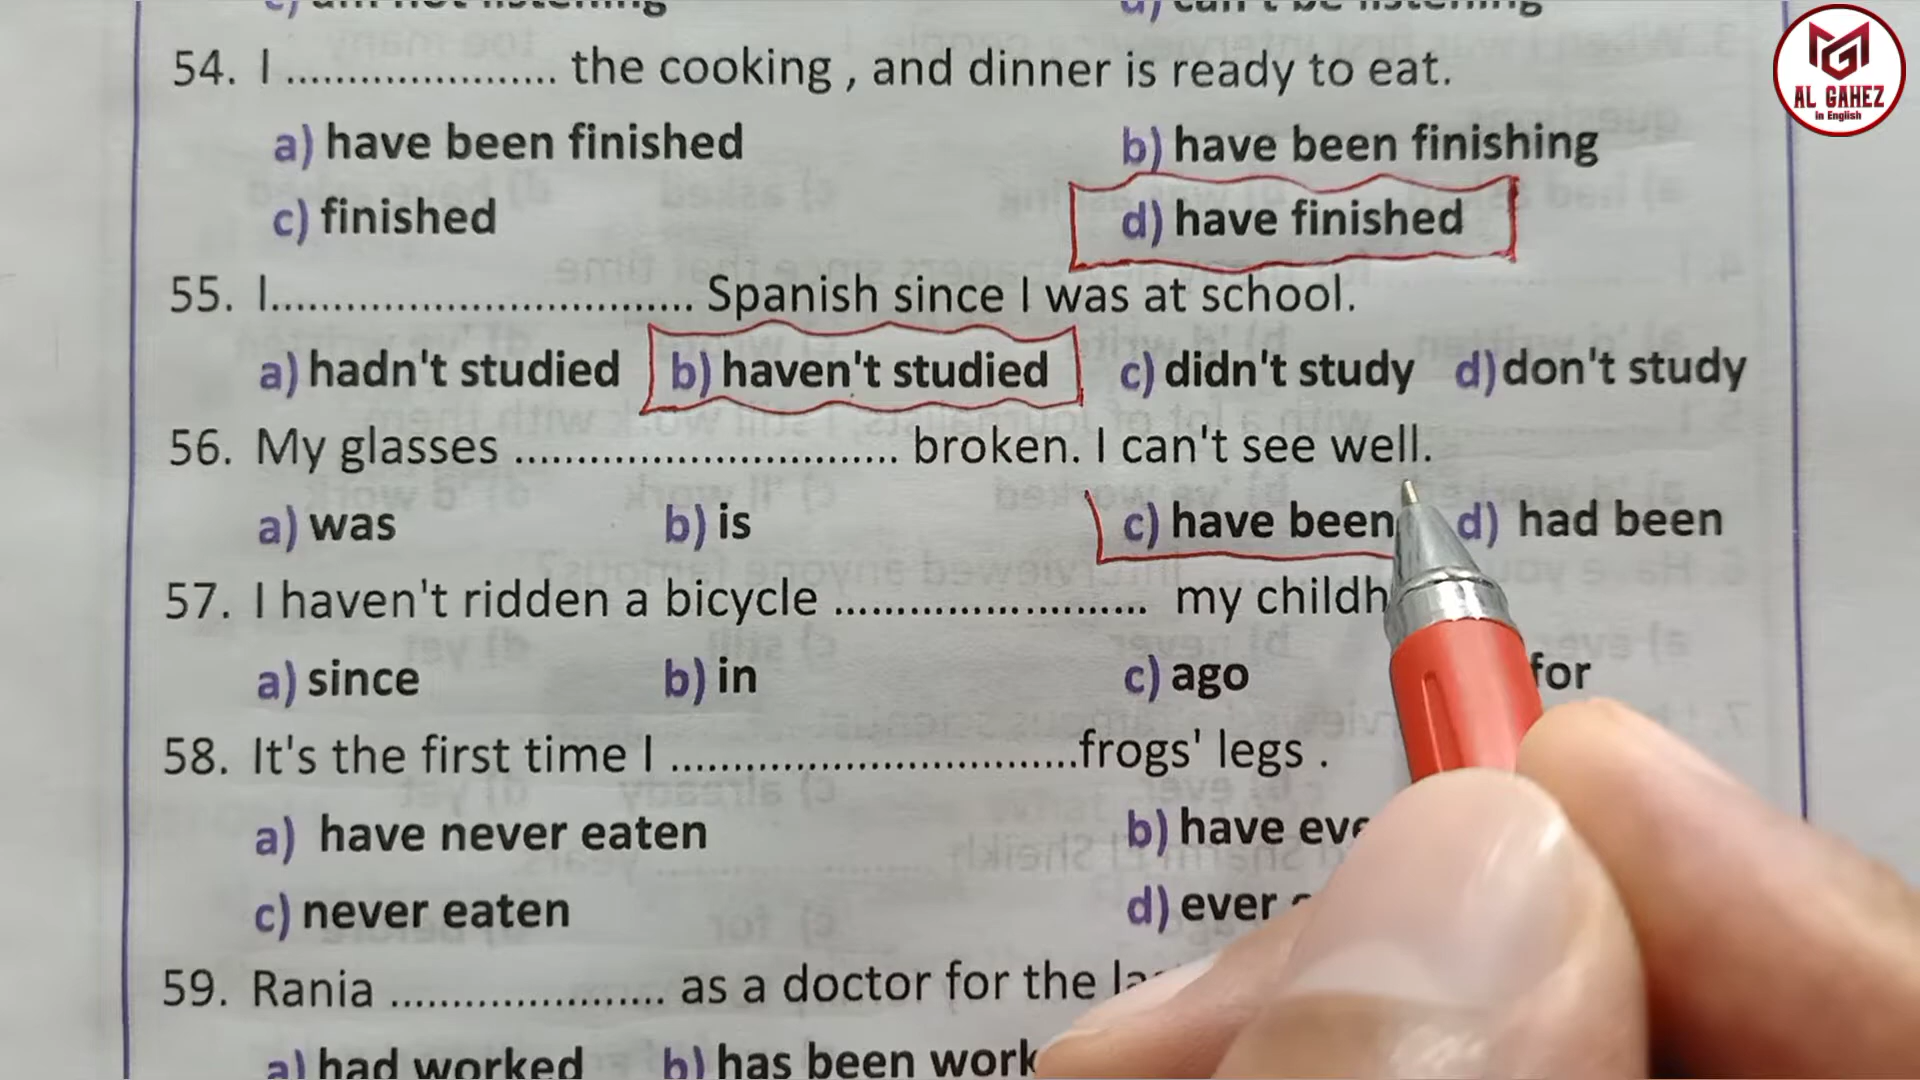 54. I ...................... the cooking , and dinner is ready to eat.
a) have been finished b) have been finishing
c) finished d) have finished
55. I.................................. Spanish since I was at school.
a) hadn't studied b) haven't studied c) didn't study d) don't study
56. My glasses ............................... broken. I can't see well.
a) was b) is c) have been d) had been
57. I haven't ridden a bicycle ......................... my
a) since b) in c) ago for
58. It's the first time I .................................frogs' legs .
a) have never eaten b) have
c) never eaten d) ever
59. Rania ...................... as a doctor for the
a) had worked b) has been
AL GAHEZ
in English